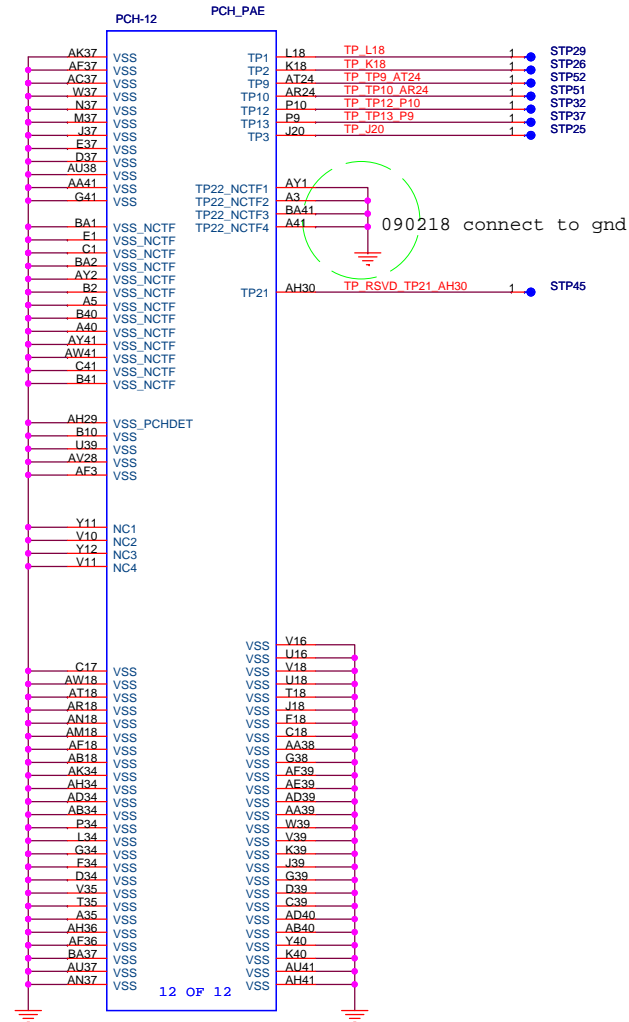 PCH-12 PCH_PAE
AK37 VSS TP1 L18 TP_L18 1 STP29
AF37 VSS TP2 K18 TP_K18 1 STP26
AC37 VSS TP9 AT24 TP_TP9_AT24 1 STP52
W37 VSS TP10 AR24 TP_TP10_AR24 1 STP51
N37 VSS TP12 P10 TP_TP12_P10 1 STP32
M37 VSS TP13 P9 TP_TP13_P9 1 STP37
J37 VSS TP3 J20 TP_J20 1 STP25
E37 VSS
D37 VSS
AU38 VSS
AA41 VSS TP22_NCTF1 AY1
G41 VSS TP22_NCTF2 A3
TP22_NCTF3 BA41
BA1 VSS_NCTF TP22_NCTF4 A41 090218 connect to gnd
E1 VSS_NCTF
C1 VSS_NCTF
BA2 VSS_NCTF
AY2 VSS_NCTF
B2 VSS_NCTF TP21 AH30 TP_RSVD_TP21_AH30 1 STP45
A5 VSS_NCTF
B40 VSS_NCTF
A40 VSS_NCTF
AY41 VSS_NCTF
AW41 VSS_NCTF
C41 VSS_NCTF
B41 VSS_NCTF
AH29 VSS_PCHDET
B10 VSS
U39 VSS
AV28 VSS
AF3 VSS
Y11 NC1
V10 NC2
Y12 NC3
V11 NC4
VSS V16
VSS U16
C17 VSS VSS V18
AW18 VSS VSS U18
AT18 VSS VSS T18
AR18 VSS VSS J18
AN18 VSS VSS F18
AM18 VSS VSS C18
AF18 VSS VSS AA38
AB18 VSS VSS G38
AK34 VSS VSS AF39
AH34 VSS VSS AE39
AD34 VSS VSS AD39
AB34 VSS VSS AA39
P34 VSS VSS W39
L34 VSS VSS V39
G34 VSS VSS K39
F34 VSS VSS J39
D34 VSS VSS G39
V35 VSS VSS D39
T35 VSS VSS C39
A35 VSS VSS AD40
AH36 VSS VSS AB40
AF36 VSS VSS Y40
BA37 VSS VSS K40
AU37 VSS VSS AU41
AN37 VSS VSS AH41
12 OF 12